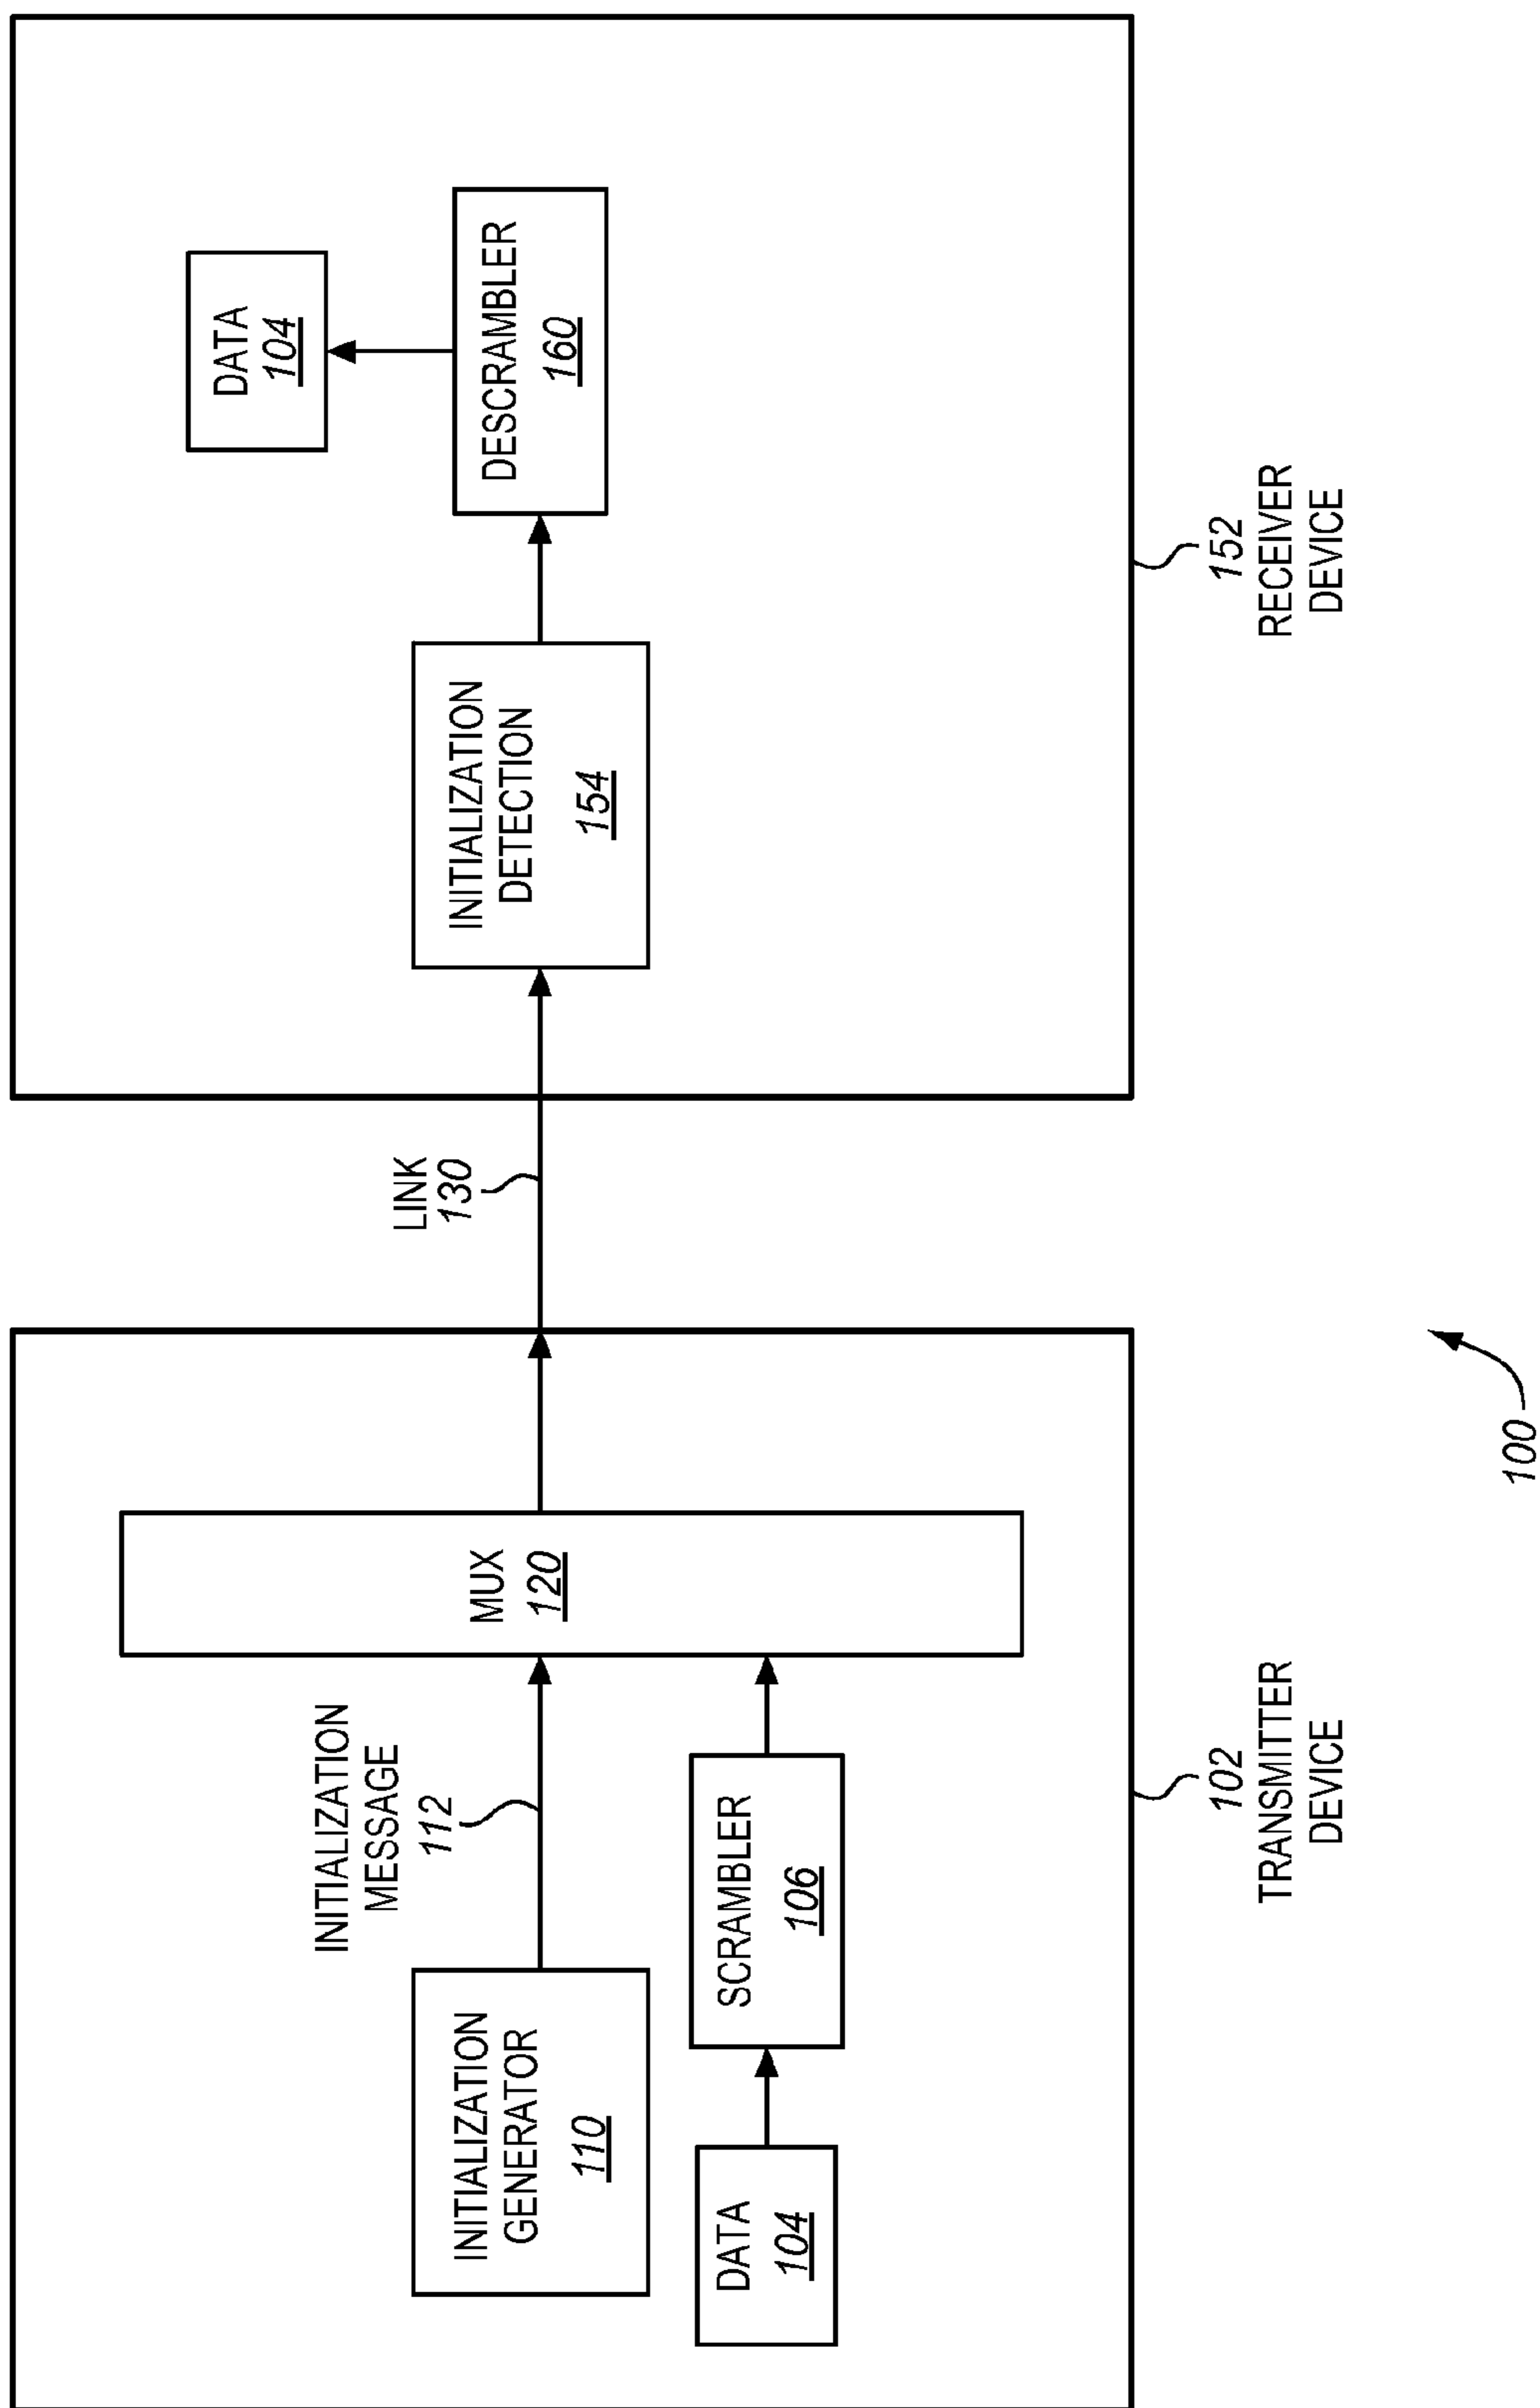 INITIALIZATION
MESSAGE
112
INITIALIZATION
GENERATOR
110
DATA
104
SCRAMBLER
106
MUX
120
102
TRANSMITTER
DEVICE
LINK
130
INITIALIZATION
DETECTION
154
DESCRAMBLER
160
DATA
104
152
RECEIVER
DEVICE
100